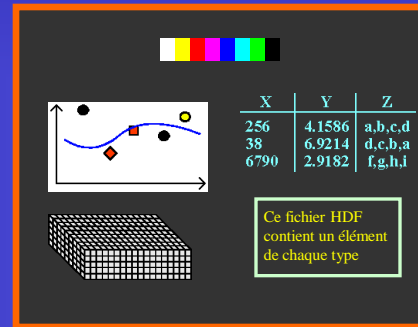 X Y Z
256 4.1586 a,b,c,d
38 6.9214 d,c,b,a
6790 2.9182 f,g,h,i
Ce fichier HDF
contient un élément
de chaque type